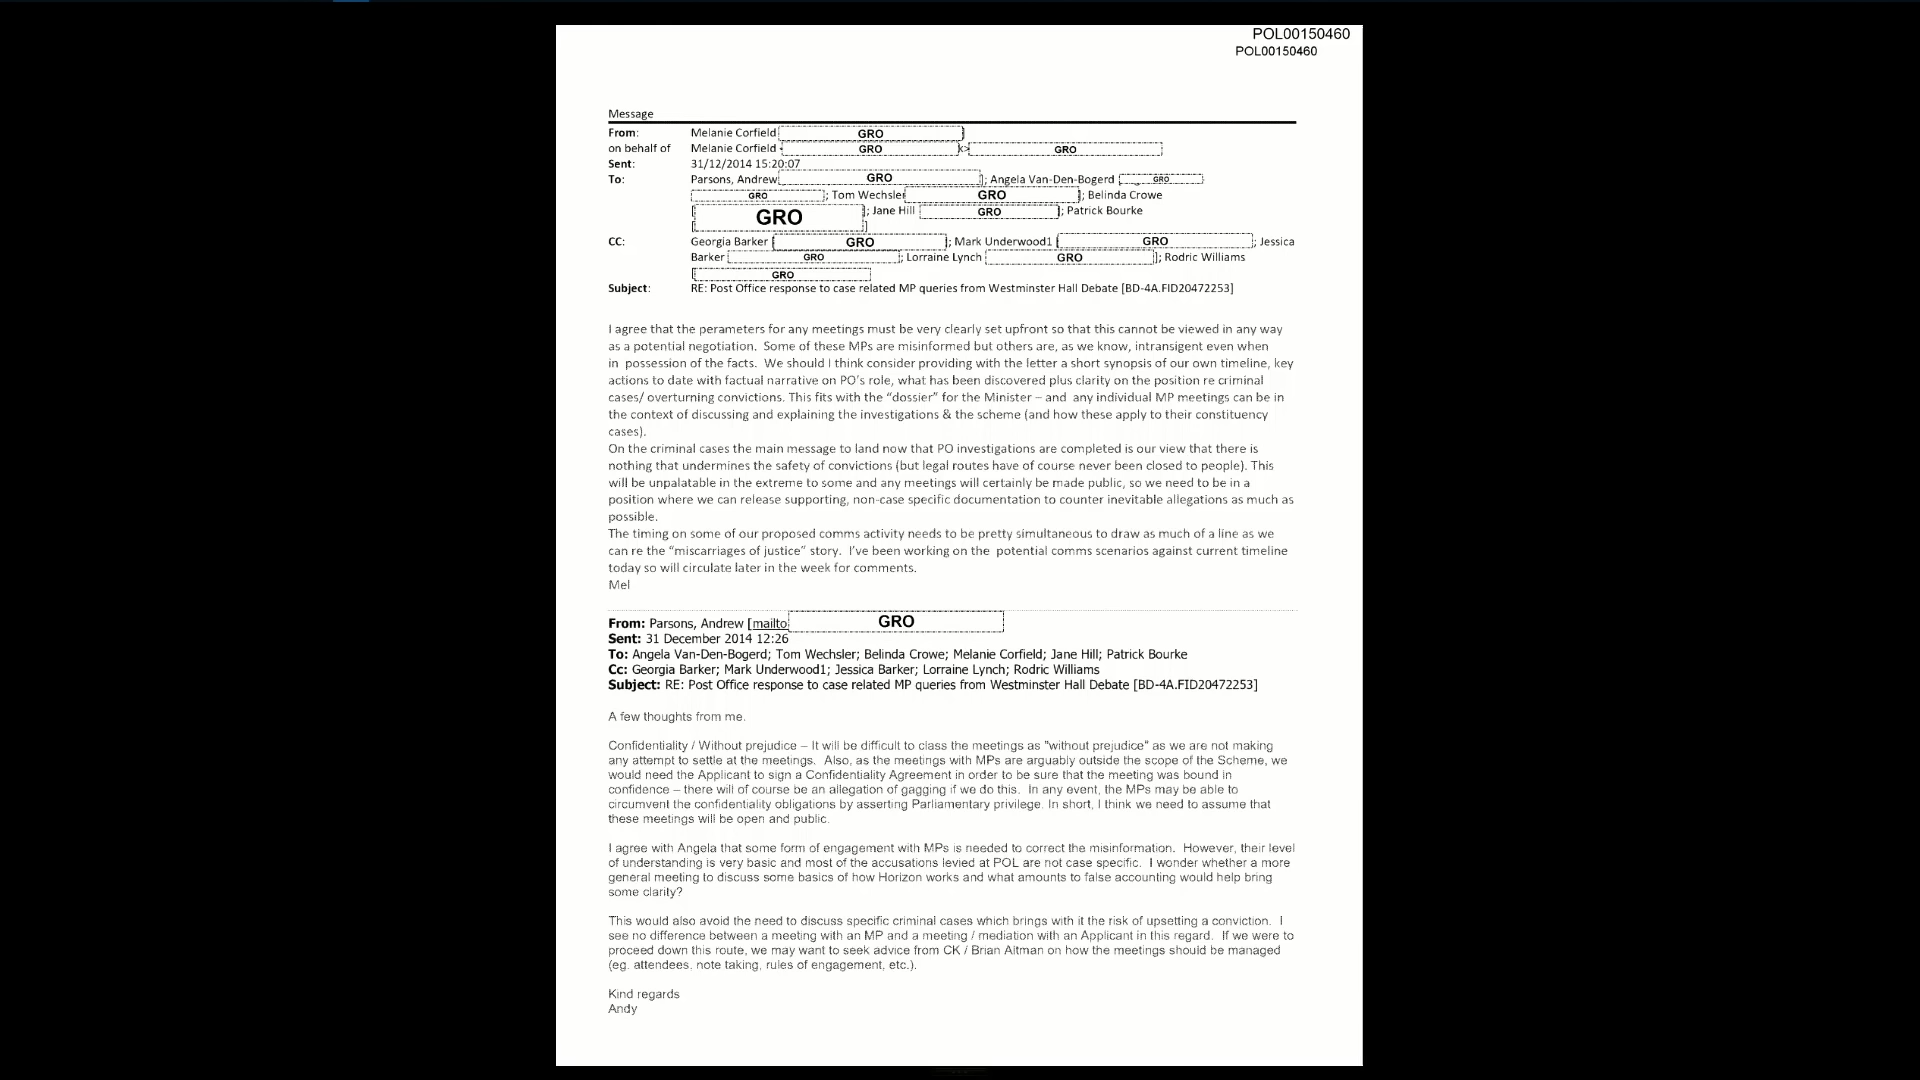 POL00150460
POL00150460
Message
From: Melanie Corfield GRO
on behalf of Melanie Corfield GRO GRO
Sent: 31/12/2014 15:20:07
To: Parsons, Andrew GRO ; Angela Van-Den-Bogerd GRO
GRO ; Tom Wechsler GRO ; Belinda Crowe
GRO ; Jane Hill GRO ; Patrick Bourke
CC: Georgia Barker GRO ; Mark Underwood1 GRO ; Jessica
Barker GRO ; Lorraine Lynch GRO ; Rodric Williams
GRO
Subject: RE: Post Office response to case related MP queries from Westminster Hall Debate [BD-4A.FID20472253]
I agree that the perameters for any meetings must be very clearly set upfront so that this cannot be viewed in any way
as a potential negotiation. Some of these MPs are misinformed but others are, as we know, intransigent even when
in possession of the facts. We should I think consider providing with the letter a short synopsis of our own timeline, key
actions to date with factual narrative on PO's role, what has been discovered plus clarity on the position re criminal
cases/ overturning convictions. This fits with the “dossier” for the Minister – and any individual MP meetings can be in
the context of discussing and explaining the investigations & the scheme (and how these apply to their constituency
cases).
On the criminal cases the main message to land now that PO investigations are completed is our view that there is
nothing that undermines the safety of convictions (but legal routes have of course never been closed to people). This
will be unpalatable in the extreme to some and any meetings will certainly be made public, so we need to be in a
position where we can release supporting, non-case specific documentation to counter inevitable allegations as much as
possible.
The timing on some of our proposed comms activity needs to be pretty simultaneous to draw as much of a line as we
can re the “miscarriages of justice” story. I've been working on the potential comms scenarios against current timeline
today so will circulate later in the week for comments.
Mel
From: Parsons, Andrew [mailto GRO
Sent: 31 December 2014 12:26
To: Angela Van-Den-Bogerd; Tom Wechsler; Belinda Crowe; Melanie Corfield; Jane Hill; Patrick Bourke
Cc: Georgia Barker; Mark Underwood1; Jessica Barker; Lorraine Lynch; Rodric Williams
Subject: RE: Post Office response to case related MP queries from Westminster Hall Debate [BD-4A.FID20472253]
A few thoughts from me.
Confidentiality / Without prejudice – It will be difficult to class the meetings as "without prejudice" as we are not making
any attempt to settle at the meetings. Also, as the meetings with MPs are arguably outside the scope of the Scheme, we
would need the Applicant to sign a Confidentiality Agreement in order to be sure that the meeting was bound in
confidence – there will of course be an allegation of gagging if we do this. In any event, the MPs may be able to
circumvent the confidentiality obligations by asserting Parliamentary privilege. In short, I think we need to assume that
these meetings will be open and public.
I agree with Angela that some form of engagement with MPs is needed to correct the misinformation. However, their level
of understanding is very basic and most of the accusations levied at POL are not case specific. I wonder whether a more
general meeting to discuss some basics of how Horizon works and what amounts to false accounting would help bring
some clarity?
This would also avoid the need to discuss specific criminal cases which brings with it the risk of upsetting a conviction. I
see no difference between a meeting with an MP and a meeting / mediation with an Applicant in this regard. If we were to
proceed down this route, we may want to seek advice from CK / Brian Altman on how the meetings should be managed
(eg. attendees, note taking, rules of engagement, etc.).
Kind regards
Andy